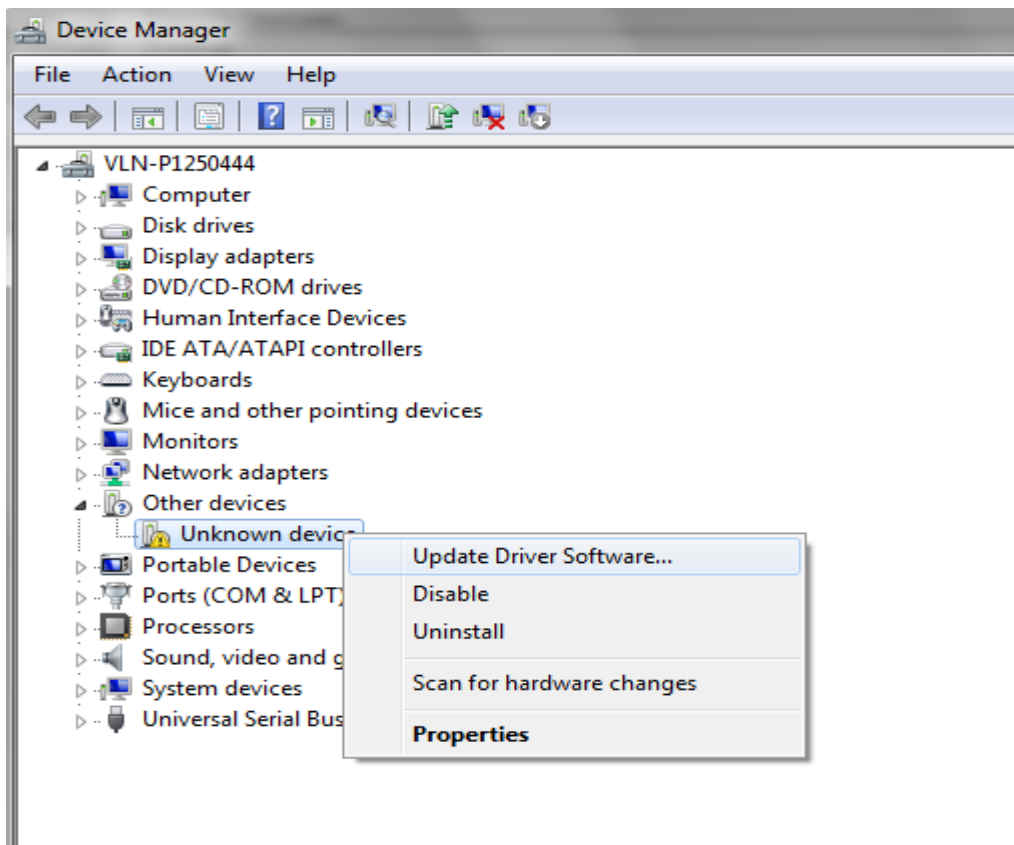 Device Manager
File Action View Help
VLN-P1250444
Computer
Disk drives
Display adapters
DVD/CD-ROM drives
Human Interface Devices
IDE ATA/ATAPI controllers
Keyboards
Mice and other pointing devices
Monitors
Network adapters
Other devices
Unknown device
Portable Devices
Ports (COM & LPT)
Processors
Sound, video and g
System devices
Universal Serial Bus
Update Driver Software...
Disable
Uninstall
Scan for hardware changes
Properties